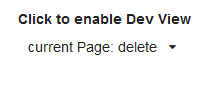 Click to enable Dev View
current Page: delete